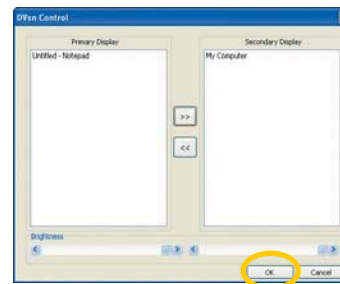 DVsn Control
Primary Display
Secondary Display
Untitled - Notepad
My Computer
>>
<<
Brightness
OK
Cancel